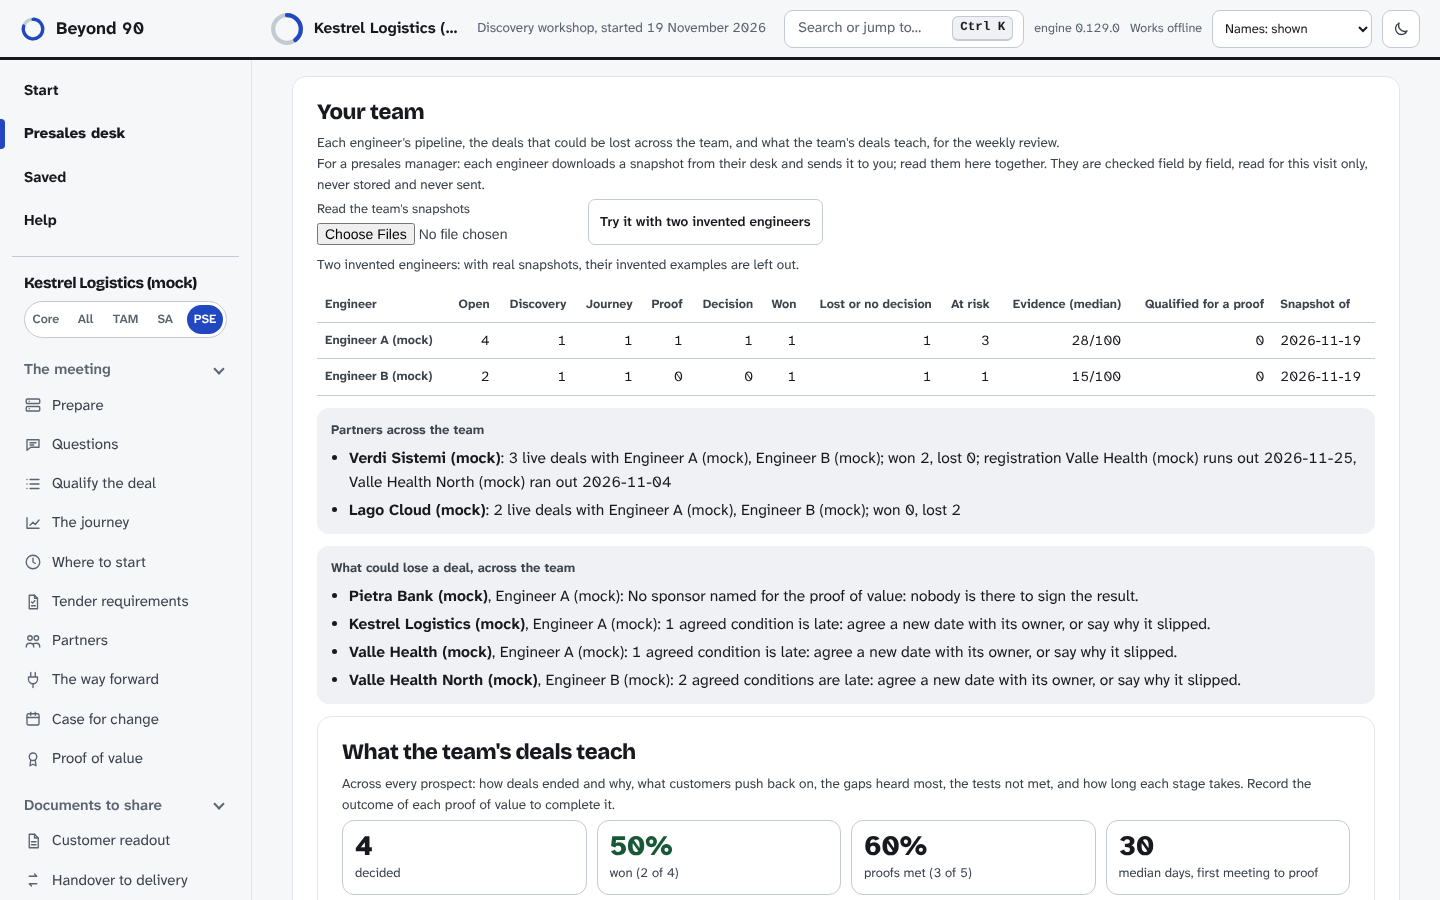 Beyond 90
Kestrel Logistics (...
Discovery workshop, started 19 November 2026
Search or jump to...
Ctrl K
engine 0.129.0
Works offline
Names: shown
Start
Presales desk
Saved
Help
Kestrel Logistics (mock)
Core All TAM SA PSE
The meeting
Prepare
Questions
Qualify the deal
The journey
Where to start
Tender requirements
Partners
The way forward
Case for change
Proof of value
Documents to share
Customer readout
Handover to delivery
Your team
Each engineer's pipeline, the deals that could be lost across the team, and what the team's deals teach, for the weekly review.
For a presales manager: each engineer downloads a snapshot from their desk and sends it to you; read them here together. They are checked field by field, read for this visit only,
never stored and never sent.
Read the team's snapshots
Choose Files No file chosen
Try it with two invented engineers
Two invented engineers: with real snapshots, their invented examples are left out.
Engineer Open Discovery Journey Proof Decision Won Lost or no decision At risk Evidence (median) Qualified for a proof Snapshot of
Engineer A (mock) 4 1 1 1 1 1 1 3 28/100 0 2026-11-19
Engineer B (mock) 2 1 1 0 0 1 1 1 15/100 0 2026-11-19
Partners across the team
• Verdi Sistemi (mock): 3 live deals with Engineer A (mock), Engineer B (mock); won 2, lost 0; registration Valle Health (mock) runs out 2026-11-25,
Valle Health North (mock) ran out 2026-11-04
• Lago Cloud (mock): 2 live deals with Engineer A (mock), Engineer B (mock); won 0, lost 2
What could lose a deal, across the team
• Pietra Bank (mock), Engineer A (mock): No sponsor named for the proof of value: nobody is there to sign the result.
• Kestrel Logistics (mock), Engineer A (mock): 1 agreed condition is late: agree a new date with its owner, or say why it slipped.
• Valle Health (mock), Engineer A (mock): 1 agreed condition is late: agree a new date with its owner, or say why it slipped.
• Valle Health North (mock), Engineer B (mock): 2 agreed conditions are late: agree a new date with its owner, or say why it slipped.
What the team's deals teach
Across every prospect: how deals ended and why, what customers push back on, the gaps heard most, the tests not met, and how long each stage takes. Record the
outcome of each proof of value to complete it.
4
decided
50%
won (2 of 4)
60%
proofs met (3 of 5)
30
median days, first meeting to proof